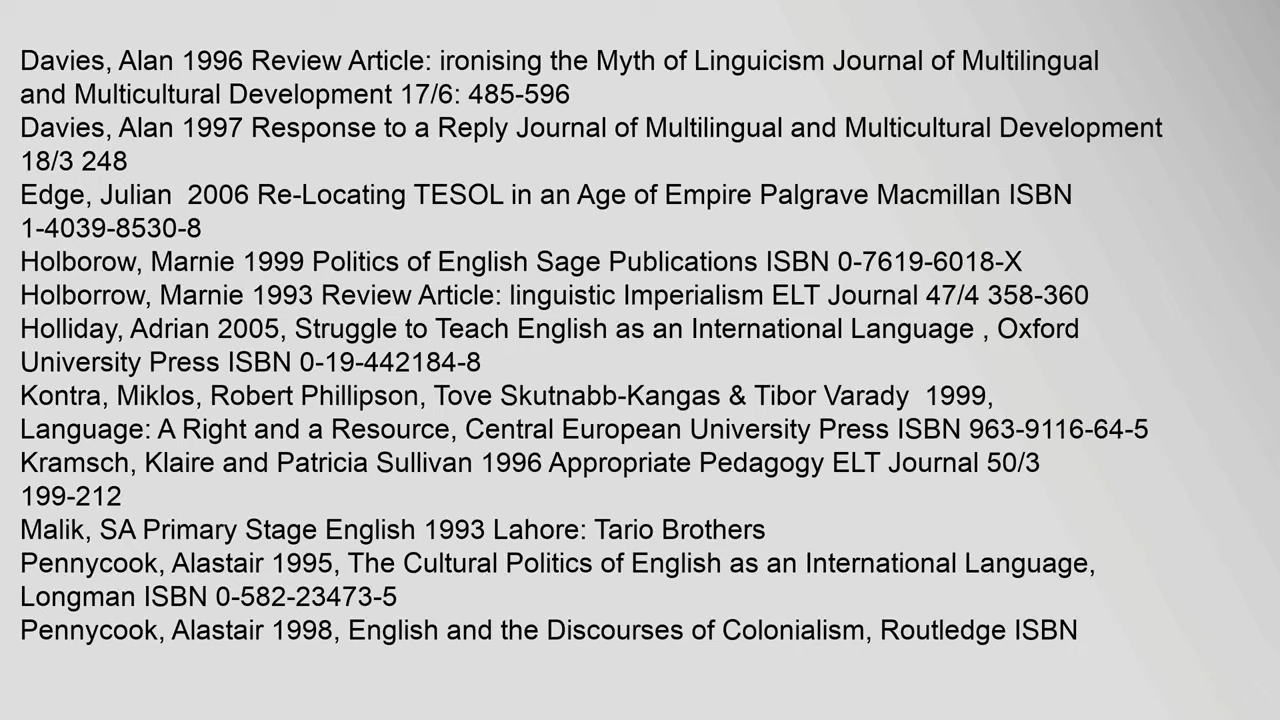 Davies, Alan 1996 Review Article: ironising the Myth of Linguicism Journal of Multilingual
and Multicultural Development 17/6: 485-596
Davies, Alan 1997 Response to a Reply Journal of Multilingual and Multicultural Development
18/3 248
Edge, Julian  2006 Re-Locating TESOL in an Age of Empire Palgrave Macmillan ISBN
1-4039-8530-8
Holborow, Marnie 1999 Politics of English Sage Publications ISBN 0-7619-6018-X
Holborrow, Marnie 1993 Review Article: linguistic Imperialism ELT Journal 47/4 358-360
Holliday, Adrian 2005, Struggle to Teach English as an International Language , Oxford
University Press ISBN 0-19-442184-8
Kontra, Miklos, Robert Phillipson, Tove Skutnabb-Kangas & Tibor Varady  1999,
Language: A Right and a Resource, Central European University Press ISBN 963-9116-64-5
Kramsch, Klaire and Patricia Sullivan 1996 Appropriate Pedagogy ELT Journal 50/3
199-212
Malik, SA Primary Stage English 1993 Lahore: Tario Brothers
Pennycook, Alastair 1995, The Cultural Politics of English as an International Language,
Longman ISBN 0-582-23473-5
Pennycook, Alastair 1998, English and the Discourses of Colonialism, Routledge ISBN